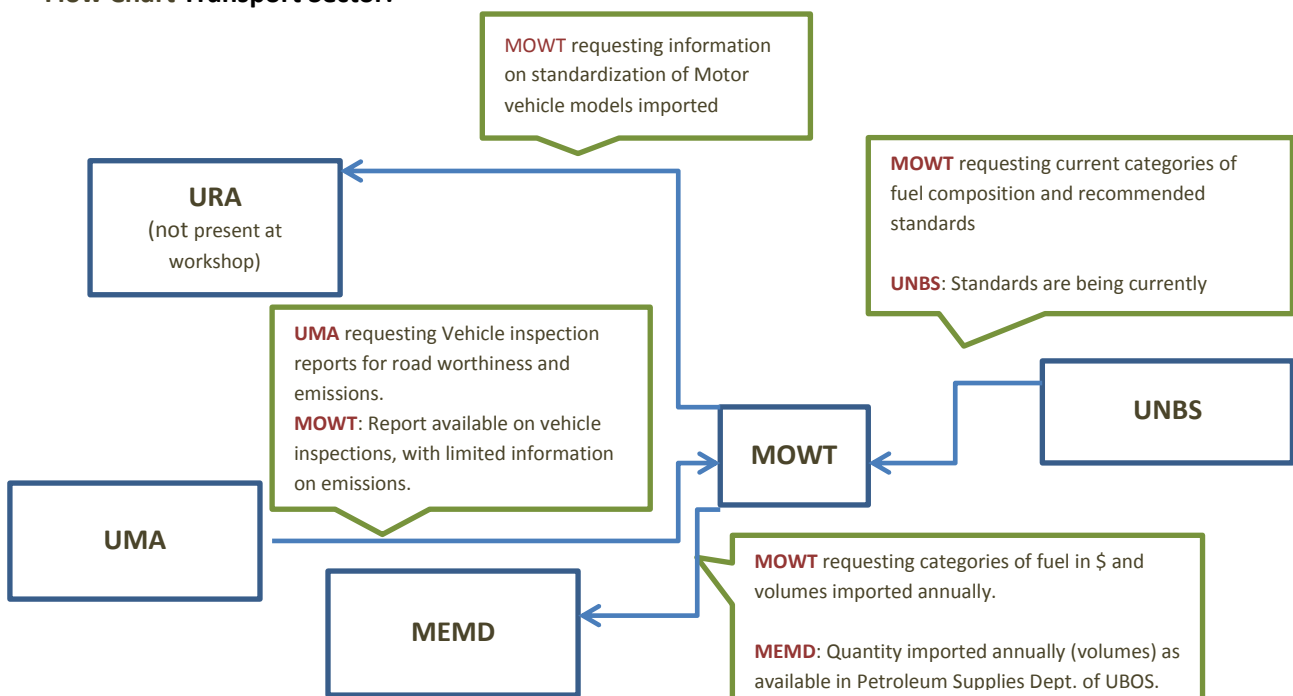 Flow Chart Transport Sector:
MOWT requesting information
on standardization of Motor
vehicle models imported
MOWT requesting current categories of
fuel composition and recommended
standards
UNBS: Standards are being currently
URA
(not present at
workshop)
UMA requesting Vehicle inspection
reports for road worthiness and
emissions.
MOWT: Report available on vehicle
inspections, with limited information
on emissions.
UNBS
MOWT
UMA
MEMD
MOWT requesting categories of fuel in $ and
volumes imported annually.
MEMD: Quantity imported annually (volumes) as
available in Petroleum Supplies Dept. of UBOS.